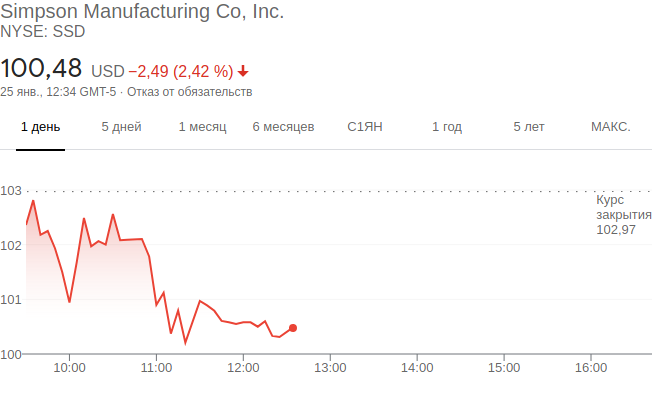 Simpson Manufacturing Co, Inc.
NYSE: SSD
100,48 USD −2,49 (2,42 %)
25 янв., 12:34 GMT-5 · Отказ от обязательств
1 день 5 дней 1 месяц 6 месяцев С1ЯН 1 год 5 лет МАКС.
103
Курс
закрытия
102,97
102
101
100
10:00 11:00 12:00 13:00 14:00 15:00 16:00